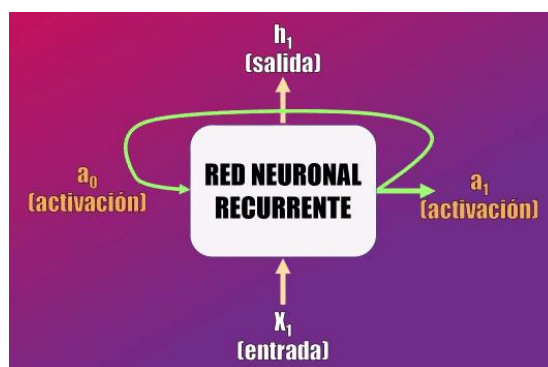 h₁
(salida)
a₀
(activación)
RED NEURONAL
RECURRENTE
a₁
(activación)
X₁
(entrada)